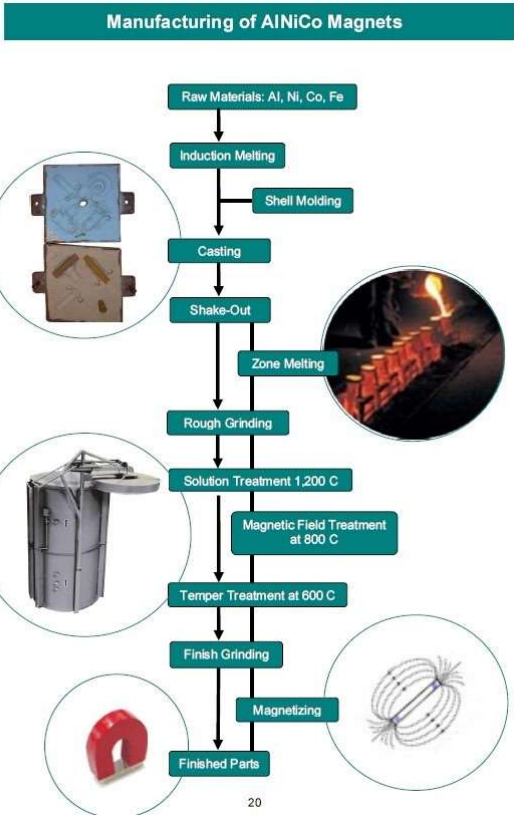 Manufacturing of AlNiCo Magnets
Raw Materials: Al, Ni, Co, Fe
Induction Melting
Shell Molding
Casting
Shake-Out
Zone Melting
Rough Grinding
Solution Treatment 1,200 C
Magnetic Field Treatment
at 800 C
Temper Treatment at 600 C
Finish Grinding
Magnetizing
Finished Parts
20